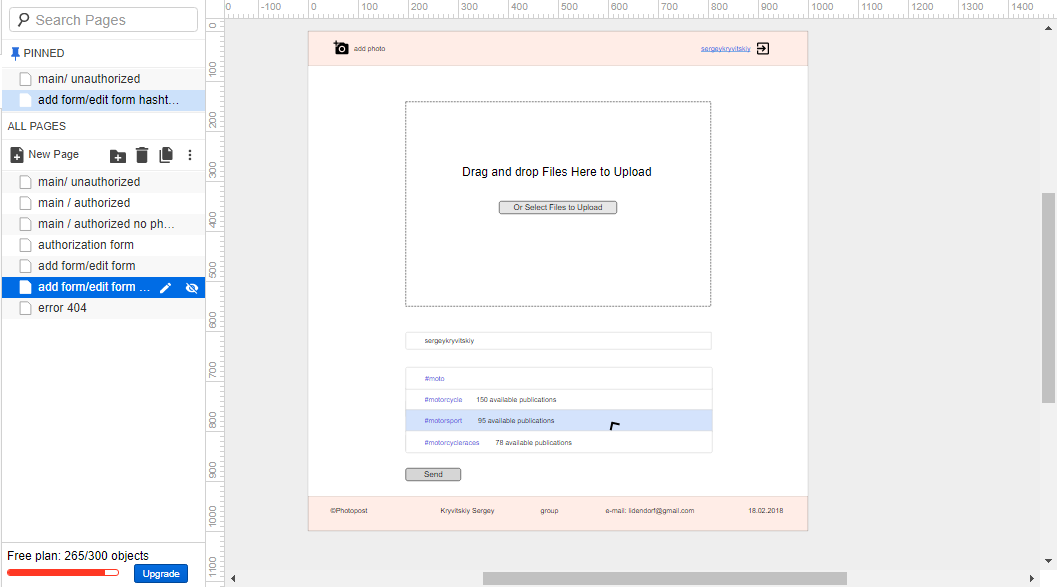 Search Pages
PINNED
main/ unauthorized
add form/edit form hasht...
ALL PAGES
New Page
main/ unauthorized
main / authorized
main / authorized no ph...
authorization form
add form/edit form
add form/edit form ...
error 404
Free plan: 265/300 objects
Upgrade
0 -100 0 100 200 300 400 500 600 700 800 900 1000 1100 1200 1300 1400
0
100
200
300
400
500
600
700
800
900
1000
1100
add photo
sergeykryvitskiy
Drag and drop Files Here to Upload
Or Select Files to Upload
sergeykryvitskiy
#moto
#motorcycle 150 available publications
#motorsport 95 available publications
#motorcycleraces 78 available publications
Send
©Photopost Kryvitskiy Sergey group e-mail: lidendorf@gmail.com 18.02.2018